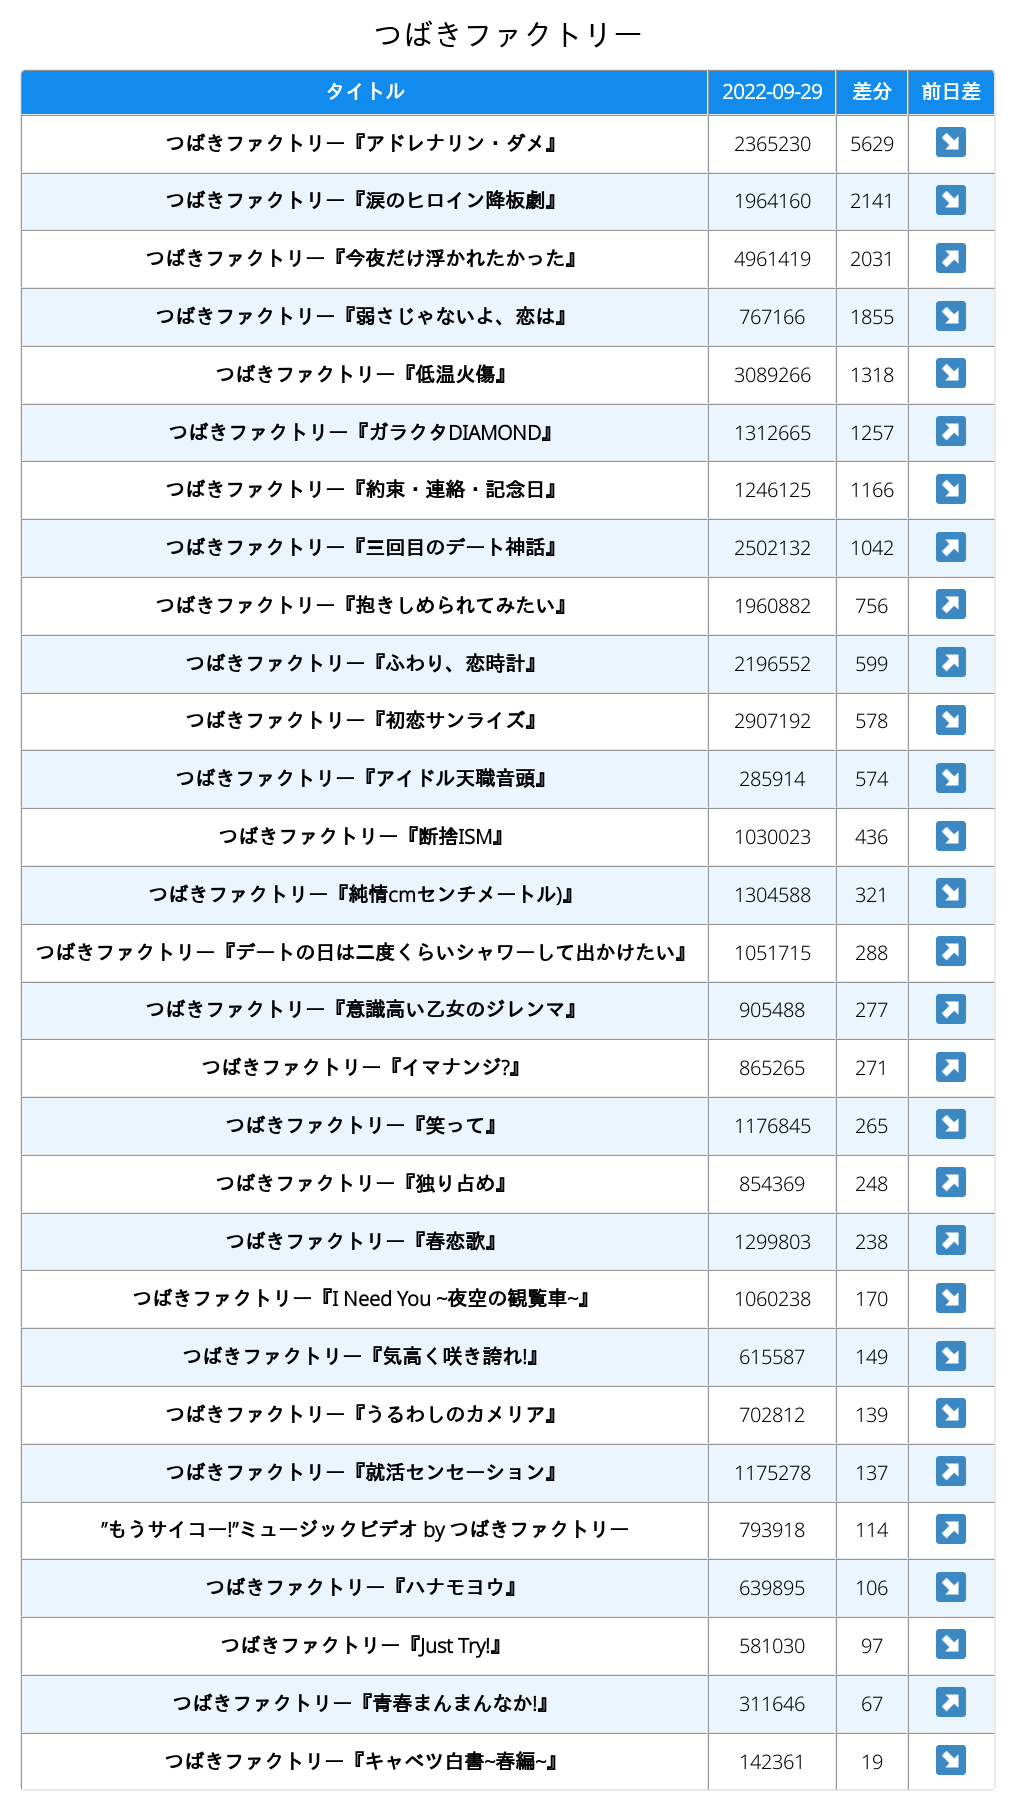 つばきファクトリー
タイトル 2022-09-29 差分 前日差
つばきファクトリー『アドレナリン・ダメ』 2365230 5629 ↘
つばきファクトリー『涙のヒロイン降板劇』 1964160 2141 ↘
つばきファクトリー『今夜だけ浮かれたかった』 4961419 2031 ↗
つばきファクトリー『弱さじゃないよ、恋は』 767166 1855 ↘
つばきファクトリー『低温火傷』 3089266 1318 ↘
つばきファクトリー『ガラクタDIAMOND』 1312665 1257 ↗
つばきファクトリー『約束・連絡・記念日』 1246125 1166 ↘
つばきファクトリー『三回目のデート神話』 2502132 1042 ↗
つばきファクトリー『抱きしめられてみたい』 1960882 756 ↗
つばきファクトリー『ふわり、恋時計』 2196552 599 ↗
つばきファクトリー『初恋サンライズ』 2907192 578 ↘
つばきファクトリー『アイドル天職音頭』 285914 574 ↘
つばきファクトリー『断捨ISM』 1030023 436 ↘
つばきファクトリー『純情cmセンチメートル)』 1304588 321 ↘
つばきファクトリー『デートの日は二度くらいシャワーして出かけたい』 1051715 288 ↗
つばきファクトリー『意識高い乙女のジレンマ』 905488 277 ↗
つばきファクトリー『イマナンジ?』 865265 271 ↗
つばきファクトリー『笑って』 1176845 265 ↘
つばきファクトリー『独り占め』 854369 248 ↗
つばきファクトリー『春恋歌』 1299803 238 ↗
つばきファクトリー『I Need You ~夜空の観覧車~』 1060238 170 ↘
つばきファクトリー『気高く咲き誇れ!』 615587 149 ↘
つばきファクトリー『うるわしのカメリア』 702812 139 ↘
つばきファクトリー『就活センセーション』 1175278 137 ↗
"もうサイコー!"ミュージックビデオ by つばきファクトリー 793918 114 ↗
つばきファクトリー『ハナモヨウ』 639895 106 ↘
つばきファクトリー『Just Try!』 581030 97 ↘
つばきファクトリー『青春まんまんなか!』 311646 67 ↗
つばきファクトリー『キャベツ白書~春編~』 142361 19 ↘